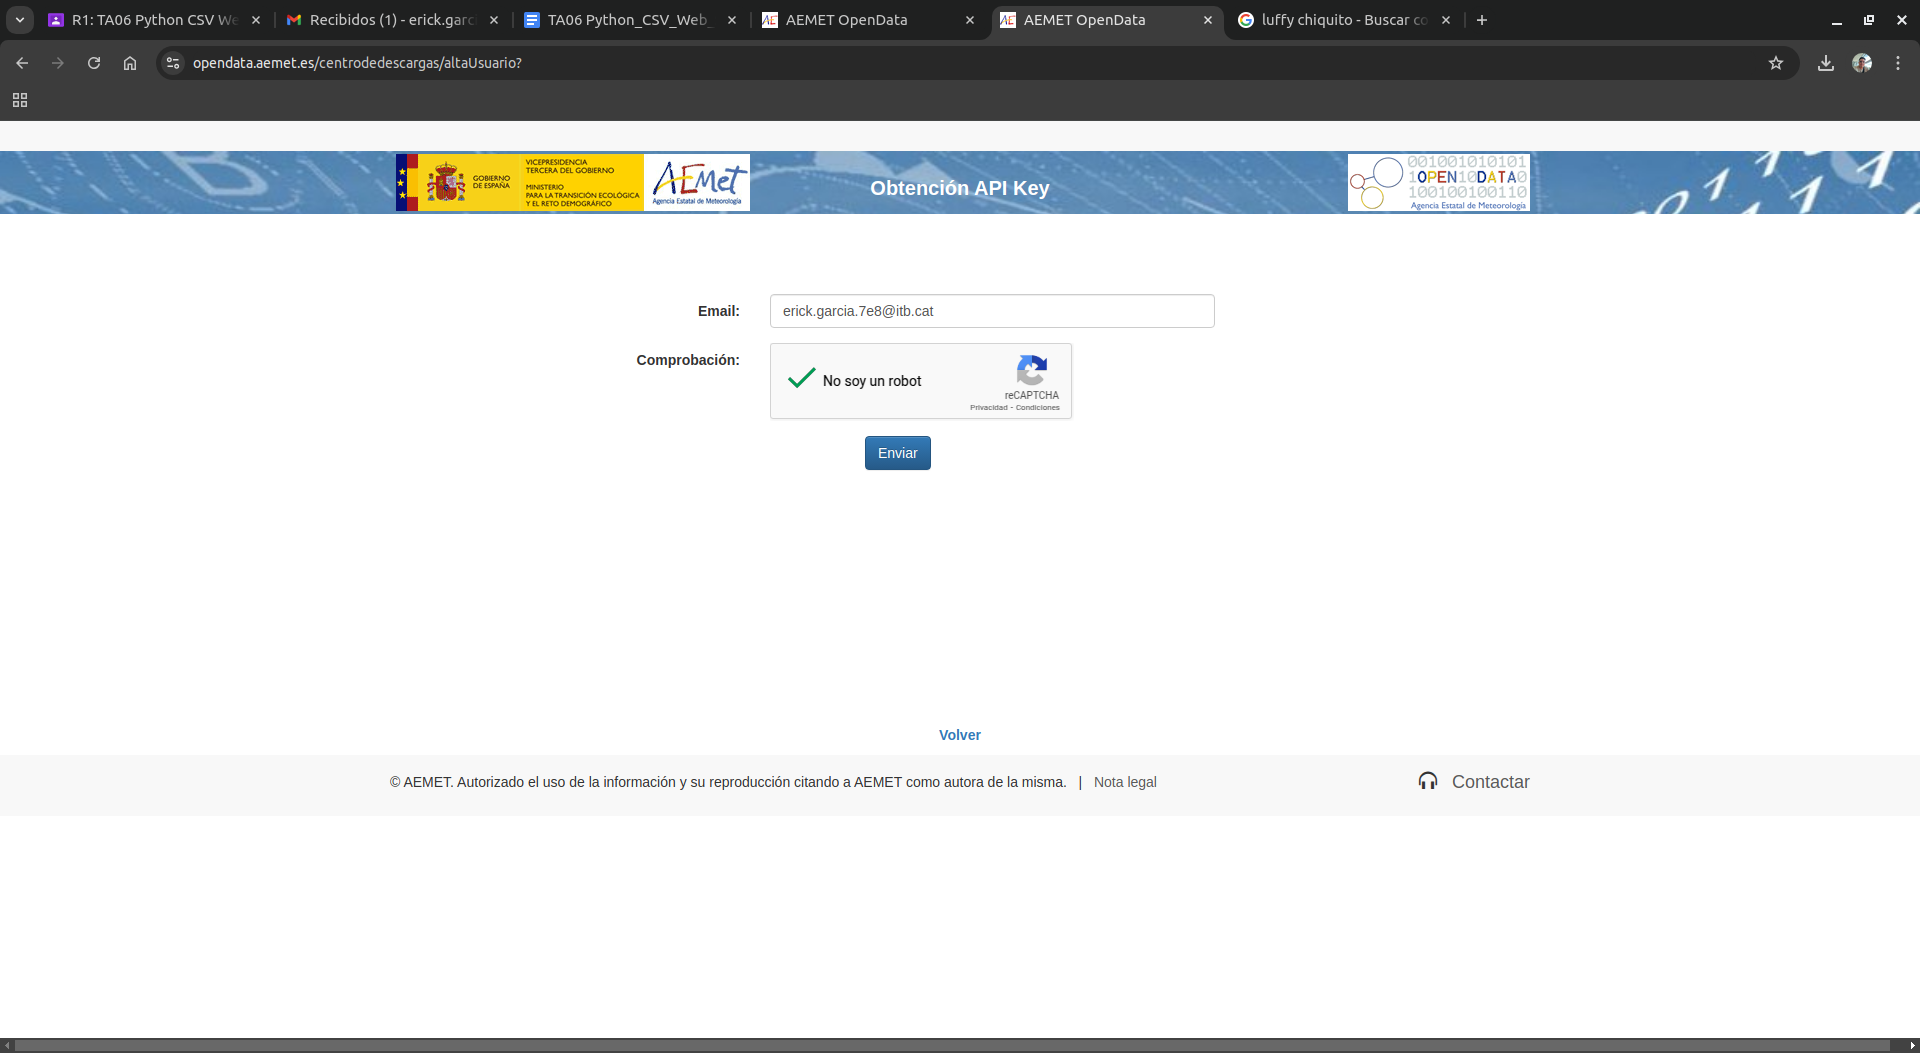 R1: TA06 Python CSV We
Recibidos (1) - erick.garc
TA06 Python_CSV_Web_
AEMET OpenData
AEMET OpenData
luffy chiquito - Buscar co
opendata.aemet.es/centrodedescargas/altaUsuario?
GOBIERNO
DE ESPAÑA
VICEPRESIDENCIA
TERCERA DEL GOBIERNO
MINISTERIO
PARA LA TRANSICIÓN ECOLÓGICA
Y EL RETO DEMOGRÁFICO
AEMet
Agencia Estatal de Meteorología
Obtención API Key
001001010101
1OPEN10DATA0
100100100110
Agencia Estatal de Meteorología
Email:
erick.garcia.7e8@itb.cat
Comprobación:
No soy un robot
reCAPTCHA
Privacidad - Condiciones
Enviar
Volver
© AEMET. Autorizado el uso de la información y su reproducción citando a AEMET como autora de la misma. | Nota legal
Contactar